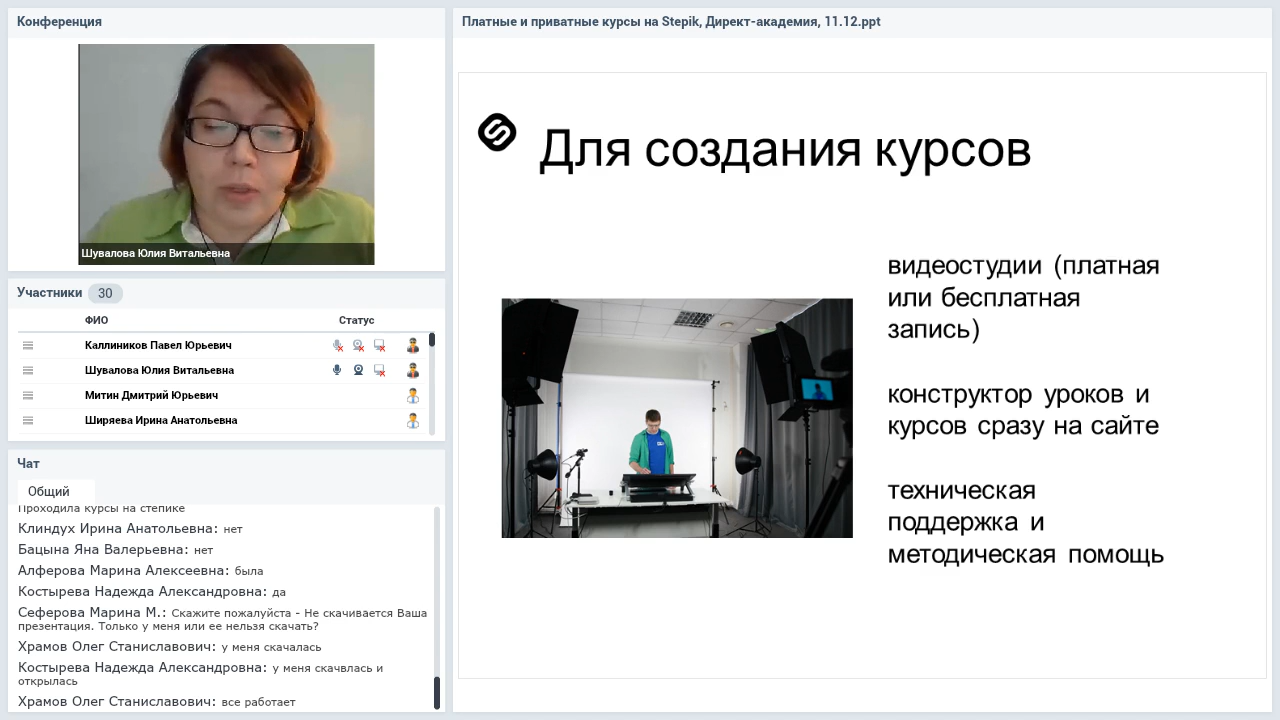 Конференция
Шувалова Юлия Витальевна
Участники 30
ФИО Статус
Каллиников Павел Юрьевич
Шувалова Юлия Витальевна
Митин Дмитрий Юрьевич
Ширяева Ирина Анатольевна
Чат
Общий
Проходила курсы на степике
Клиндух Ирина Анатольевна: нет
Бацына Яна Валерьевна: нет
Алферова Марина Алексеевна: была
Костырева Надежда Александровна: да
Сеферова Марина М.: Скажите пожалуйста - Не скачивается Ваша
презентация. Только у меня или ее нельзя скачать?
Храмов Олег Станиславович: у меня скачалась
Костырева Надежда Александровна: у меня скачвлась и
открылась
Храмов Олег Станиславович: все работает
Платные и приватные курсы на Stepik, Директ-академия, 11.12.ppt
Для создания курсов
видеостудии (платная
или бесплатная
запись)
конструктор уроков и
курсов сразу на сайте
техническая
поддержка и
методическая помощь